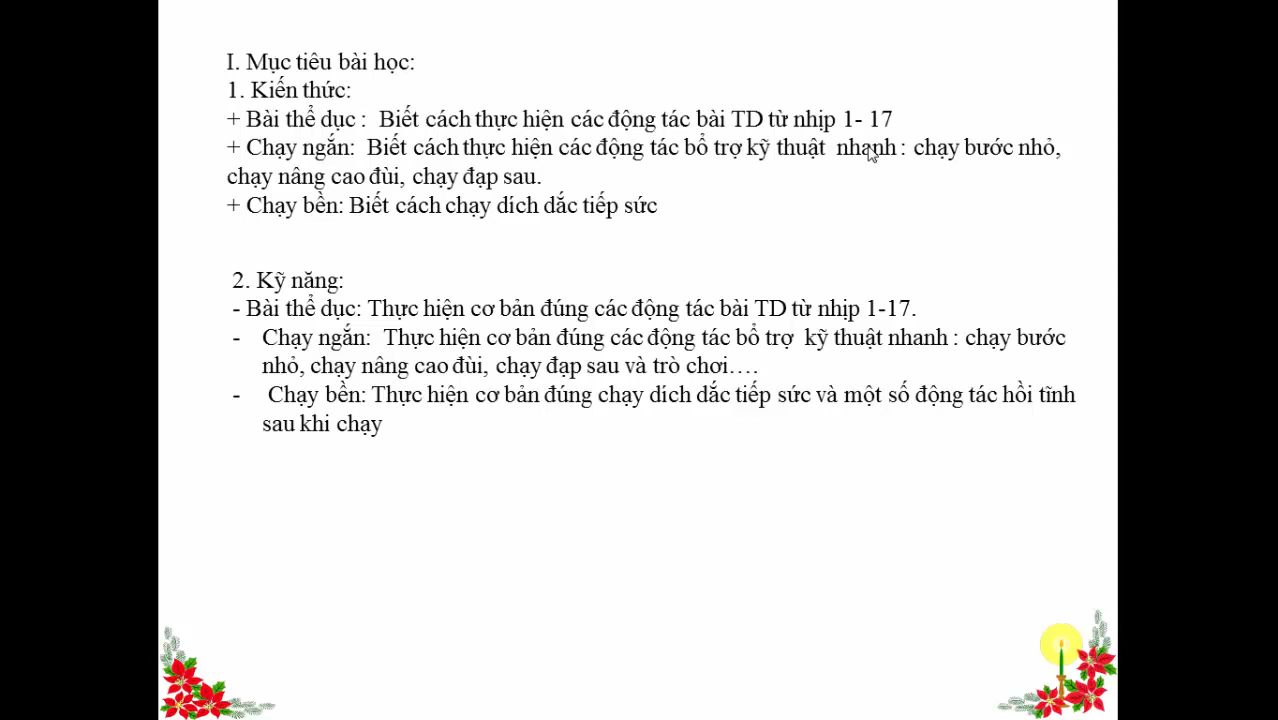 I. Mục tiêu bài học:
1. Kiến thức:
+ Bài thể dục : Biết cách thực hiện các động tác bài TD từ nhịp 1- 17
+ Chạy ngắn: Biết cách thực hiện các động tác bổ trợ kỹ thuật nhanh : chạy bước nhỏ,
chạy nâng cao đùi, chạy đạp sau.
+ Chạy bền: Biết cách chạy dích dắc tiếp sức
2. Kỹ năng:
- Bài thể dục: Thực hiện cơ bản đúng các động tác bài TD từ nhịp 1-17.
- Chạy ngắn: Thực hiện cơ bản đúng các động tác bổ trợ kỹ thuật nhanh : chạy bước
nhỏ, chạy nâng cao đùi, chạy đạp sau và trò chơi….
- Chạy bền: Thực hiện cơ bản đúng chạy dích dắc tiếp sức và một số động tác hồi tĩnh
sau khi chạy